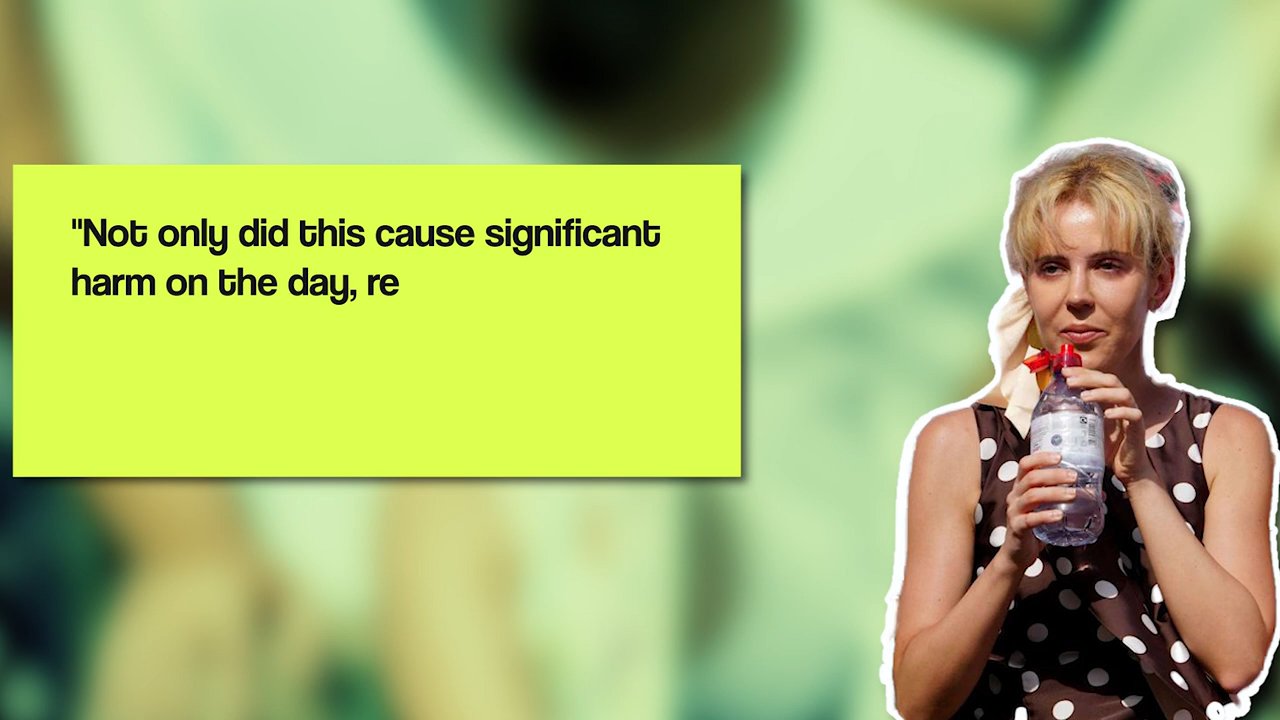 "Not only did this cause significant
harm on the day, re